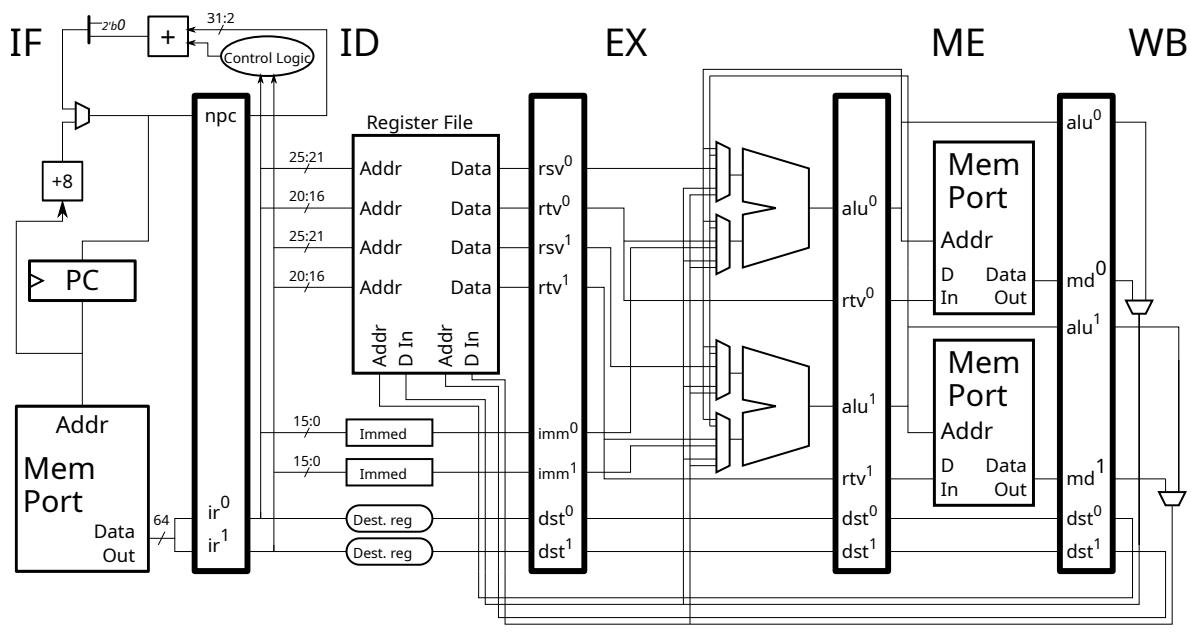 IF
ID
EX
ME
WB
2'b0
+
31:2
Control Logic
npc
+8
PC
Addr
Mem
Port
Data
Out
64
ir0
ir1
Register File
25:21
Addr
Data
20:16
Addr
Data
25:21
Addr
Data
20:16
Addr
Data
Addr
D In
Addr
D In
15:0
Immed
15:0
Immed
Dest. reg
Dest. reg
rsv0
rtv0
rsv1
rtv1
imm0
imm1
dst0
dst1
alu0
rtv0
alu1
rtv1
dst0
dst1
Mem
Port
Addr
D
In
Data
Out
Mem
Port
Addr
D
In
Data
Out
alu0
md0
alu1
md1
dst0
dst1